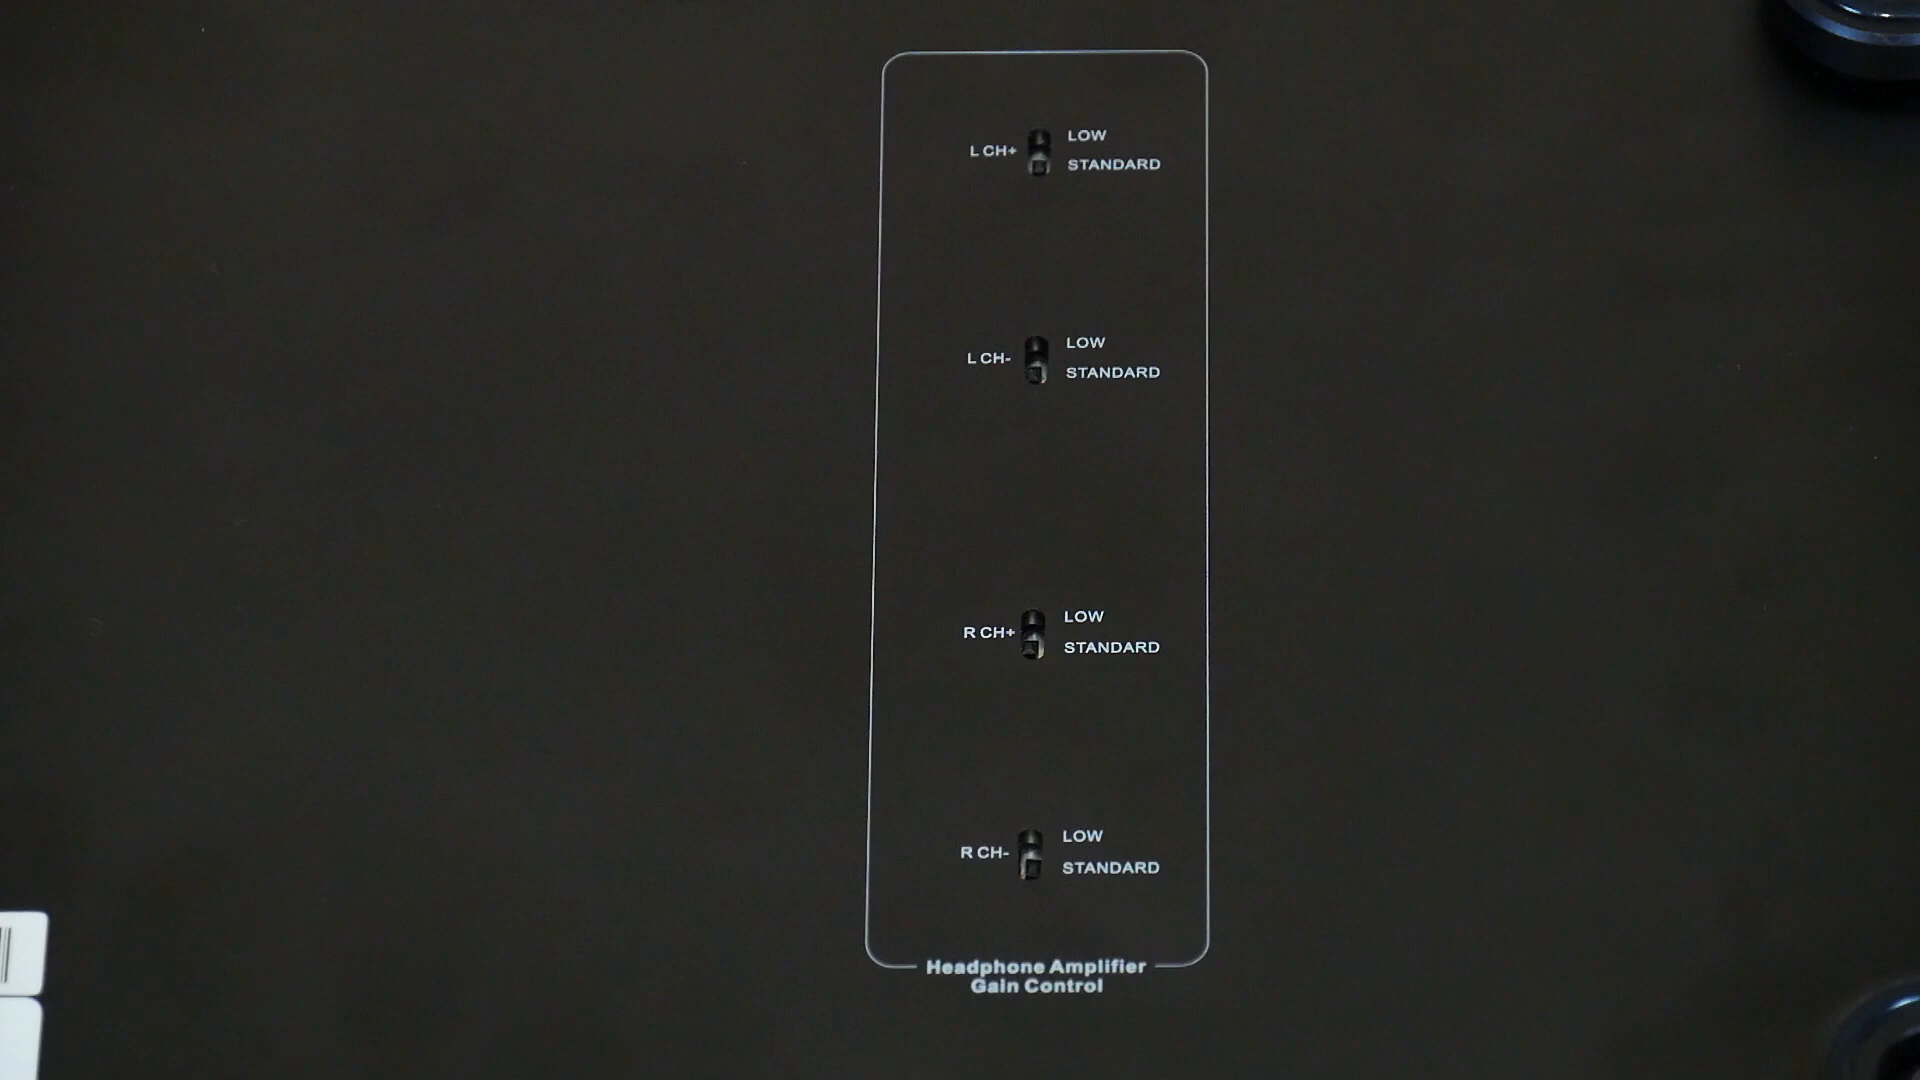 L CH+ LOW
STANDARD
L CH- LOW
STANDARD
R CH+ LOW
STANDARD
R CH- LOW
STANDARD
Headphone Amplifier
Gain Control